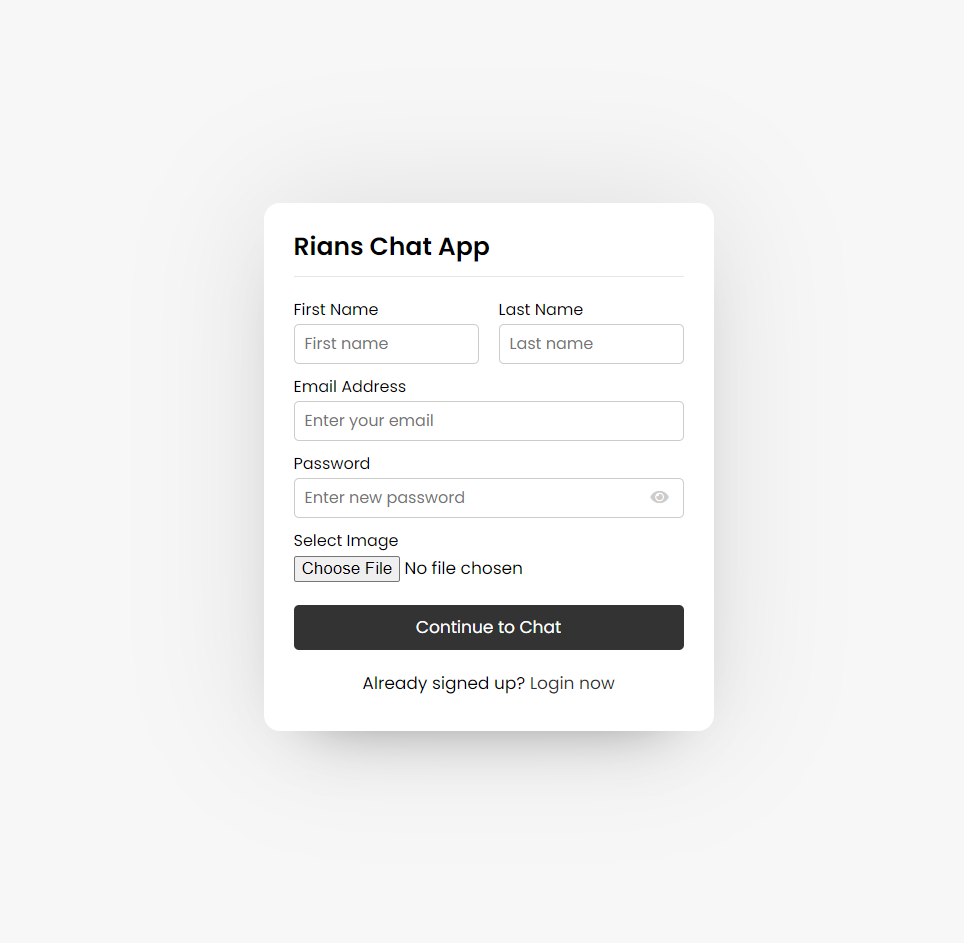 Rians Chat App
First Name Last Name
First name Last name
Email Address
Enter your email
Password
Enter new password
Select Image
Choose File No file chosen
Continue to Chat
Already signed up? Login now